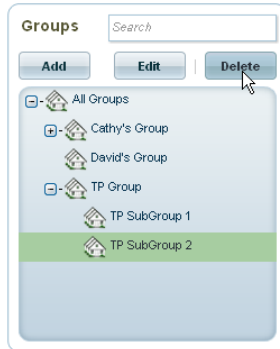 Groups Search
Add Edit Delete
All Groups
Cathy's Group
David's Group
TP Group
TP SubGroup 1
TP SubGroup 2